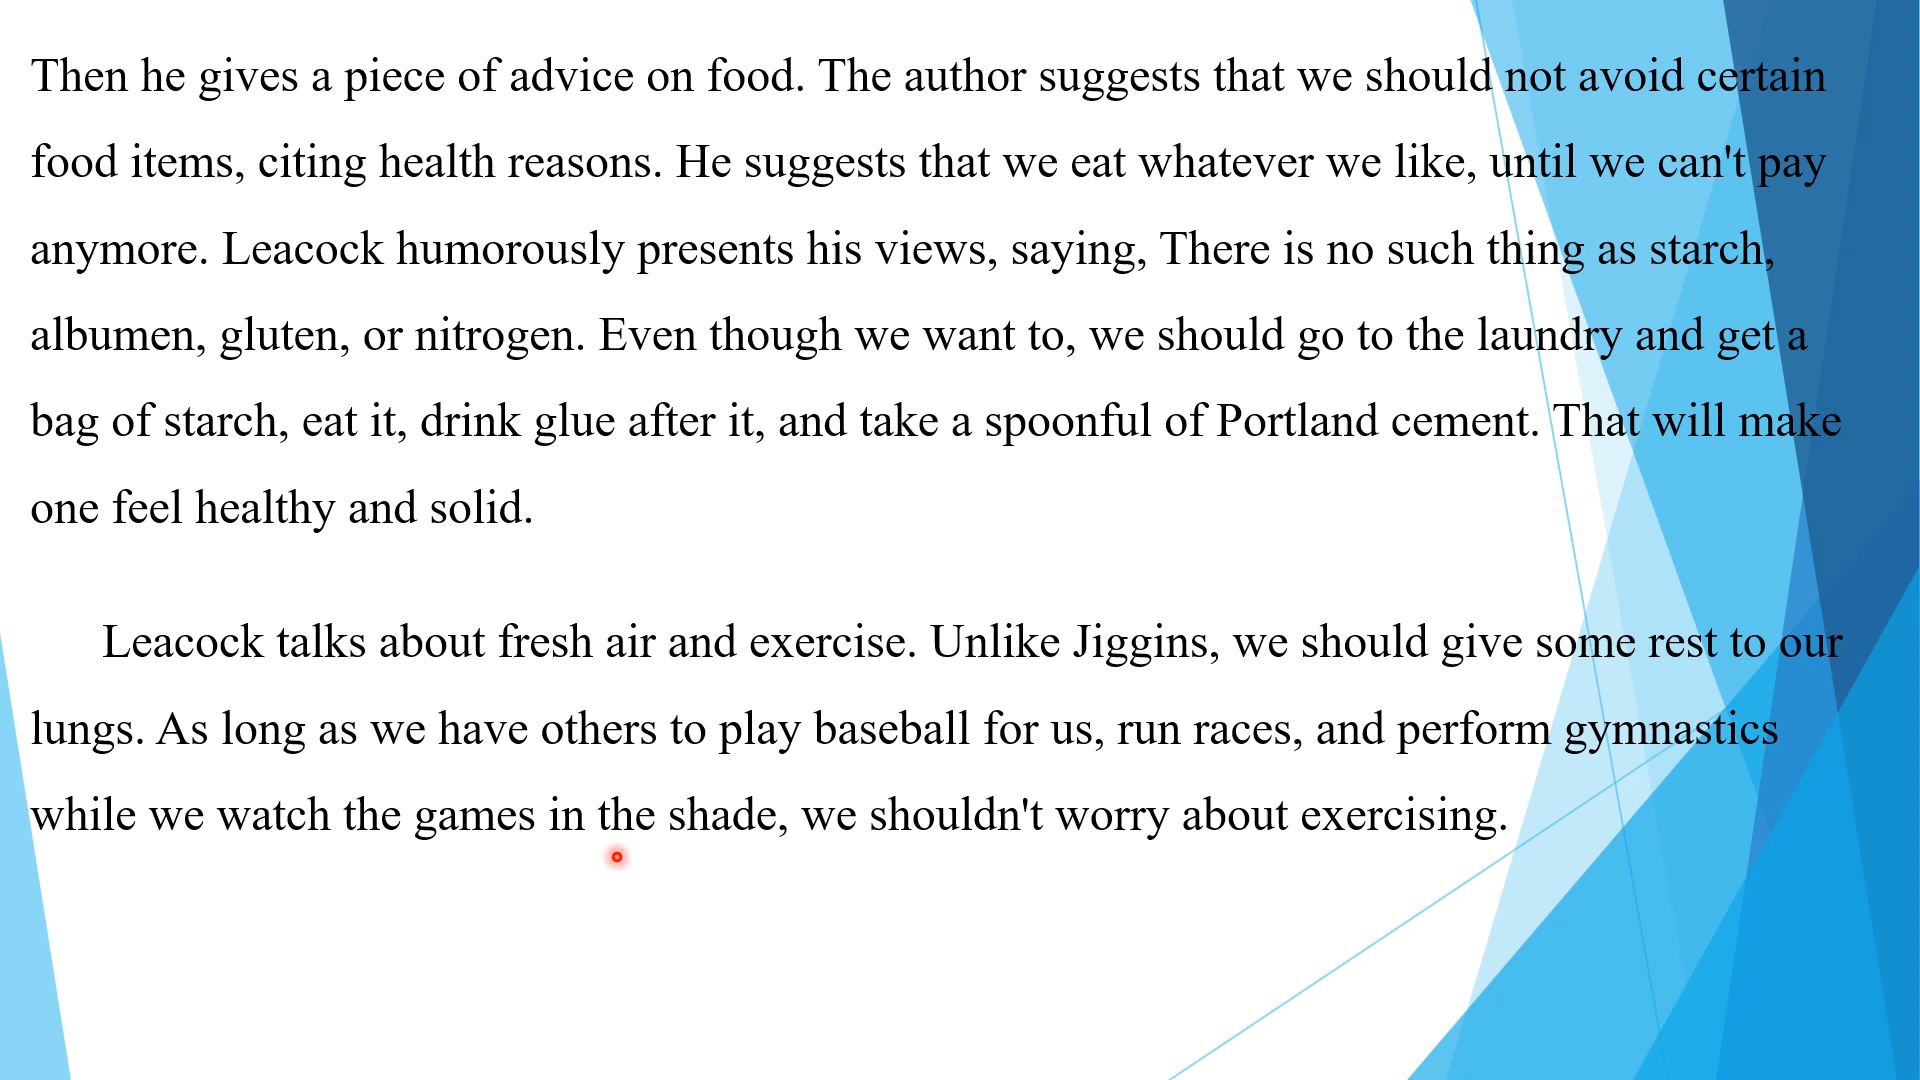 Then he gives a piece of advice on food. The author suggests that we should not avoid certain
food items, citing health reasons. He suggests that we eat whatever we like, until we can't pay
anymore. Leacock humorously presents his views, saying, There is no such thing as starch,
albumen, gluten, or nitrogen. Even though we want to, we should go to the laundry and get a
bag of starch, eat it, drink glue after it, and take a spoonful of Portland cement. That will make
one feel healthy and solid.
Leacock talks about fresh air and exercise. Unlike Jiggins, we should give some rest to our
lungs. As long as we have others to play baseball for us, run races, and perform gymnastics
while we watch the games in the shade, we shouldn't worry about exercising.